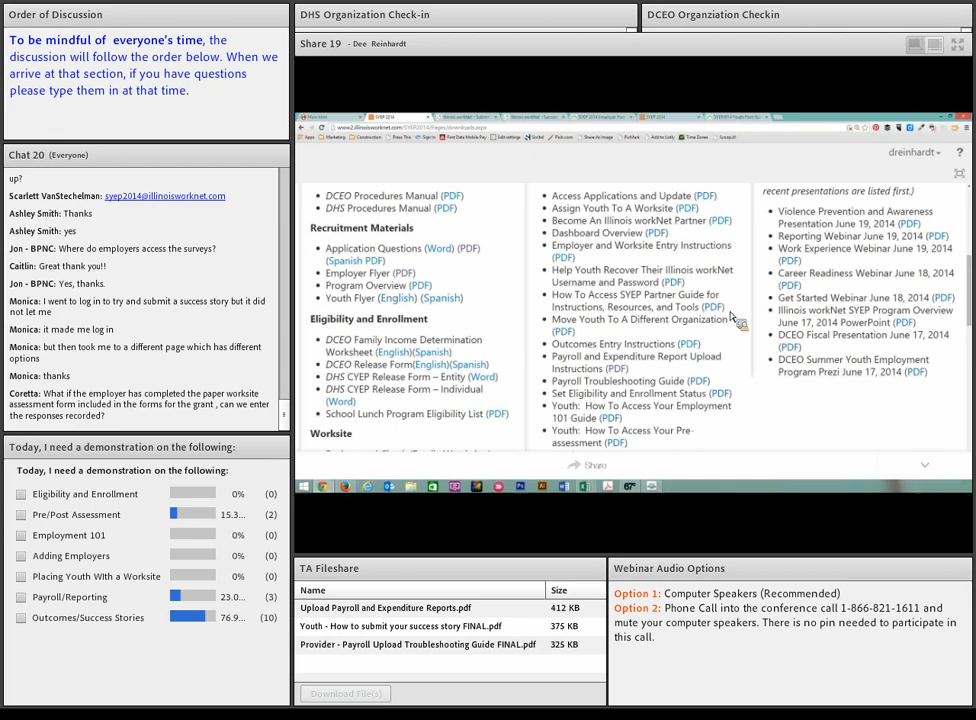 Order of Discussion
To be mindful of everyone's time, the
discussion will follow the order below. When we
arrive at that section, if you have questions
please type them in at that time.
Chat 20 (Everyone)
up?
Scarlett VanStechelman: syep2014@illinoisworknet.com
Ashley Smith: Thanks
Ashley Smith: yes
Jon - BPNC: Where do employers access the surveys?
Caitlin: Great thank you!!
Jon - BPNC: Yes, thanks.
Monica: I went to log in to try and submit a success story but it did
not let me
Monica: it made me log in
Monica: but then took me to a different page which has different
options
Monica: thanks
Coretta: What if the employer has completed the paper worksite
assessment form included in the forms for the grant , can we enter
the responses recorded?
Today, I need a demonstration on the following:
Today, I need a demonstration on the following:
Eligibility and Enrollment 0% (0)
Pre/Post Assessment 15.3... (2)
Employment 101 0% (0)
Adding Employers 0% (0)
Placing Youth WIth a Worksite 0% (0)
Payroll/Reporting 23.0... (3)
Outcomes/Success Stories 76.9... (10)
DHS Organization Check-in
DCEO Organziation Checkin
Share 19 - Dee Reinhardt
www2.illinoisworknet.com/SYEP2014/Pages/downloads.aspx
dreinhardt
?
DCEO Procedures Manual (PDF)
DHS Procedures Manual (PDF)
Recruitment Materials
Application Questions (Word) (PDF)
(Spanish PDF)
Employer Flyer (PDF)
Program Overview (PDF)
Youth Flyer (English) (Spanish)
Eligibility and Enrollment
DCEO Family Income Determination
Worksheet (English)(Spanish)
DCEO Release Form(English)(Spanish)
DHS CYEP Release Form – Entity (Word)
DHS CYEP Release Form – Individual
(Word)
School Lunch Program Eligibility List (PDF)
Worksite
Access Applications and Update (PDF)
Assign Youth To A Worksite (PDF)
Become An Illinois workNet Partner (PDF)
Dashboard Overview (PDF)
Employer and Worksite Entry Instructions
(PDF)
Help Youth Recover Their Illinois workNet
Username and Password (PDF)
How To Access SYEP Partner Guide for
Instructions, Resources, and Tools (PDF)
Move Youth To A Different Organization
(PDF)
Outcomes Entry Instructions (PDF)
Payroll and Expenditure Report Upload
Instructions (PDF)
Payroll Troubleshooting Guide (PDF)
Set Eligibility and Enrollment Status (PDF)
Youth: How To Access Your Employment
101 Guide (PDF)
Youth: How To Access Your Pre-
assessment (PDF)
recent presentations are listed first.)
Violence Prevention and Awareness
Presentation June 19, 2014 (PDF)
Reporting Webinar June 19, 2014 (PDF)
Work Experience Webinar June 19, 2014
(PDF)
Career Readiness Webinar June 18, 2014
(PDF)
Get Started Webinar June 18, 2014 (PDF)
Illinois workNet SYEP Program Overview
June 17, 2014 PowerPoint (PDF)
DCEO Fiscal Presentation June 17, 2014
(PDF)
DCEO Summer Youth Employment
Program Prezi June 17, 2014 (PDF)
Share
67°
TA Fileshare
Name Size
Upload Payroll and Expenditure Reports.pdf 412 KB
Youth - How to submit your success story FINAL.pdf 375 KB
Provider - Payroll Upload Troubleshooting Guide FINAL.pdf 325 KB
Download File(s)
Webinar Audio Options
Option 1: Computer Speakers (Recommended)
Option 2: Phone Call into the conference call 1-866-821-1611 and
mute your computer speakers. There is no pin needed to participate in
this call.